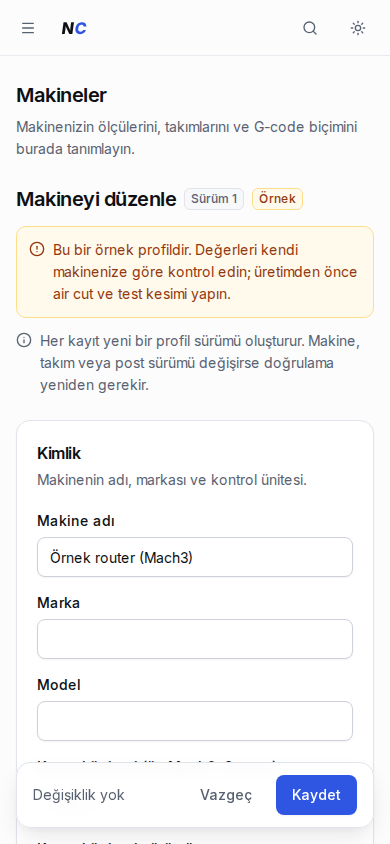 NC
Makineler
Makinenizin ölçülerini, takımlarını ve G-code biçimini
burada tanımlayın.
Makineyi düzenle Sürüm 1 Örnek
Bu bir örnek profildir. Değerleri kendi
makinenize göre kontrol edin; üretimden önce
air cut ve test kesimi yapın.
Her kayıt yeni bir profil sürümü oluşturur. Makine,
takım veya post sürümü değişirse doğrulama
yeniden gerekir.
Kimlik
Makinenin adı, markası ve kontrol ünitesi.
Makine adı
Örnek router (Mach3)
Marka
Model
Değişiklik yok Vazgeç Kaydet